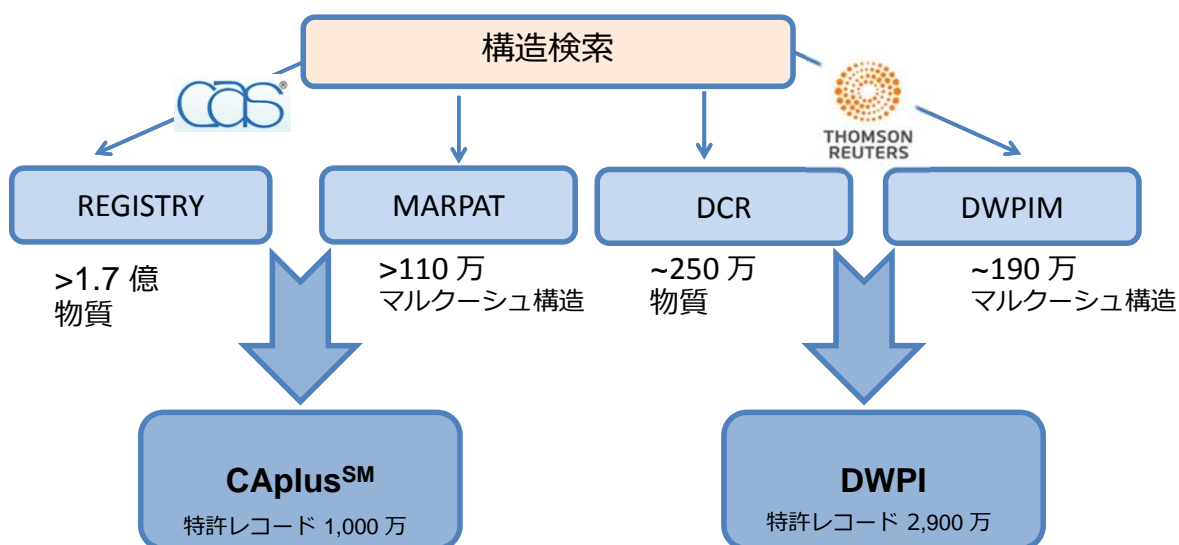 構造検索
cas®
THOMSON
REUTERS
REGISTRY
MARPAT
DCR
DWPIM
>1.7 億
物質
>110 万
マルクーシュ構造
~250 万
物質
~190 万
マルクーシュ構造
CAplusSM
特許レコード 1,000 万
DWPI
特許レコード 2,900 万